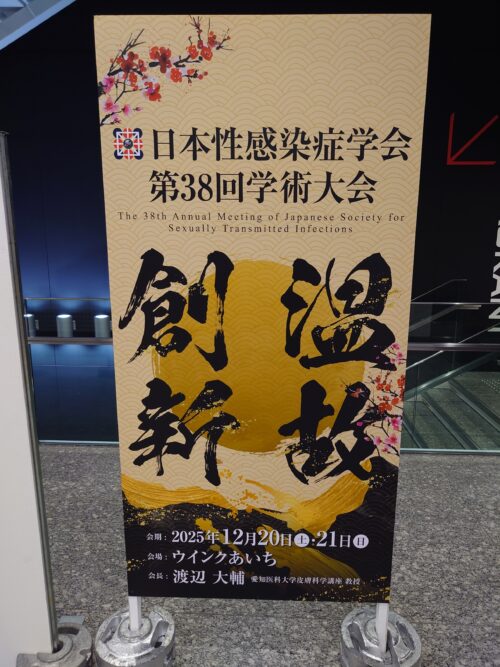 日本性感染症学会
第38回学術大会
The 38th Annual Meeting of Japanese Society for
Sexually Transmitted Infections
温故
創新
会期：2025年12月20日土・21日日
会場：ウインクあいち
会長：渡辺 大輔 愛知医科大学皮膚科学講座 教授